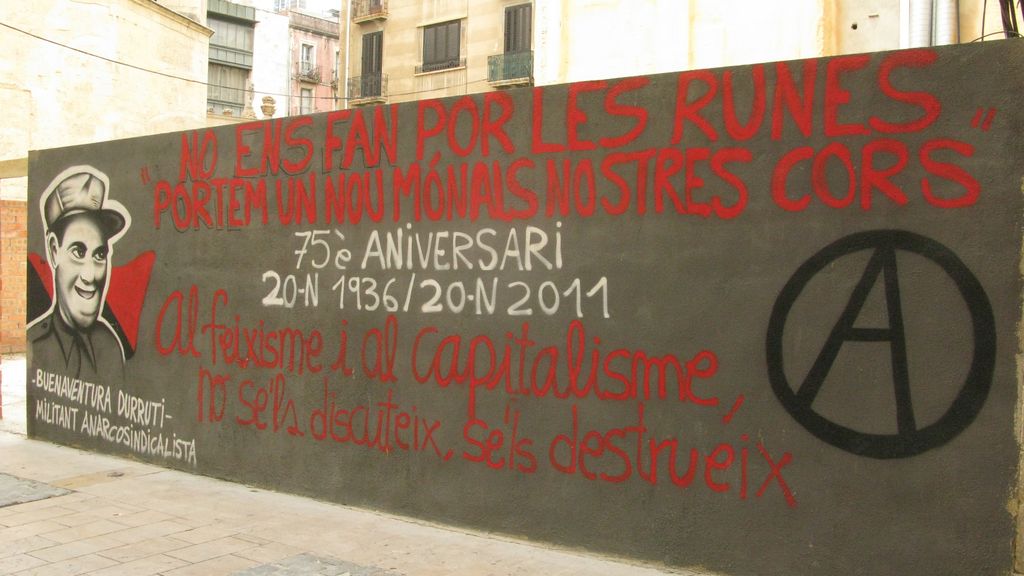 "NO ENS FAN POR LES RUNES
PORTEM UN NOU MÓN ALS NOSTRES CORS"
75è ANiVERSARi
20-N 1936/20-N 2011
Al feixisme i al Capitalisme,
no se'ls discuteix, se'ls destrueix
A
-BUENAVENTURA DURRUTI-
MILITANT ANARCOSINDICALISTA